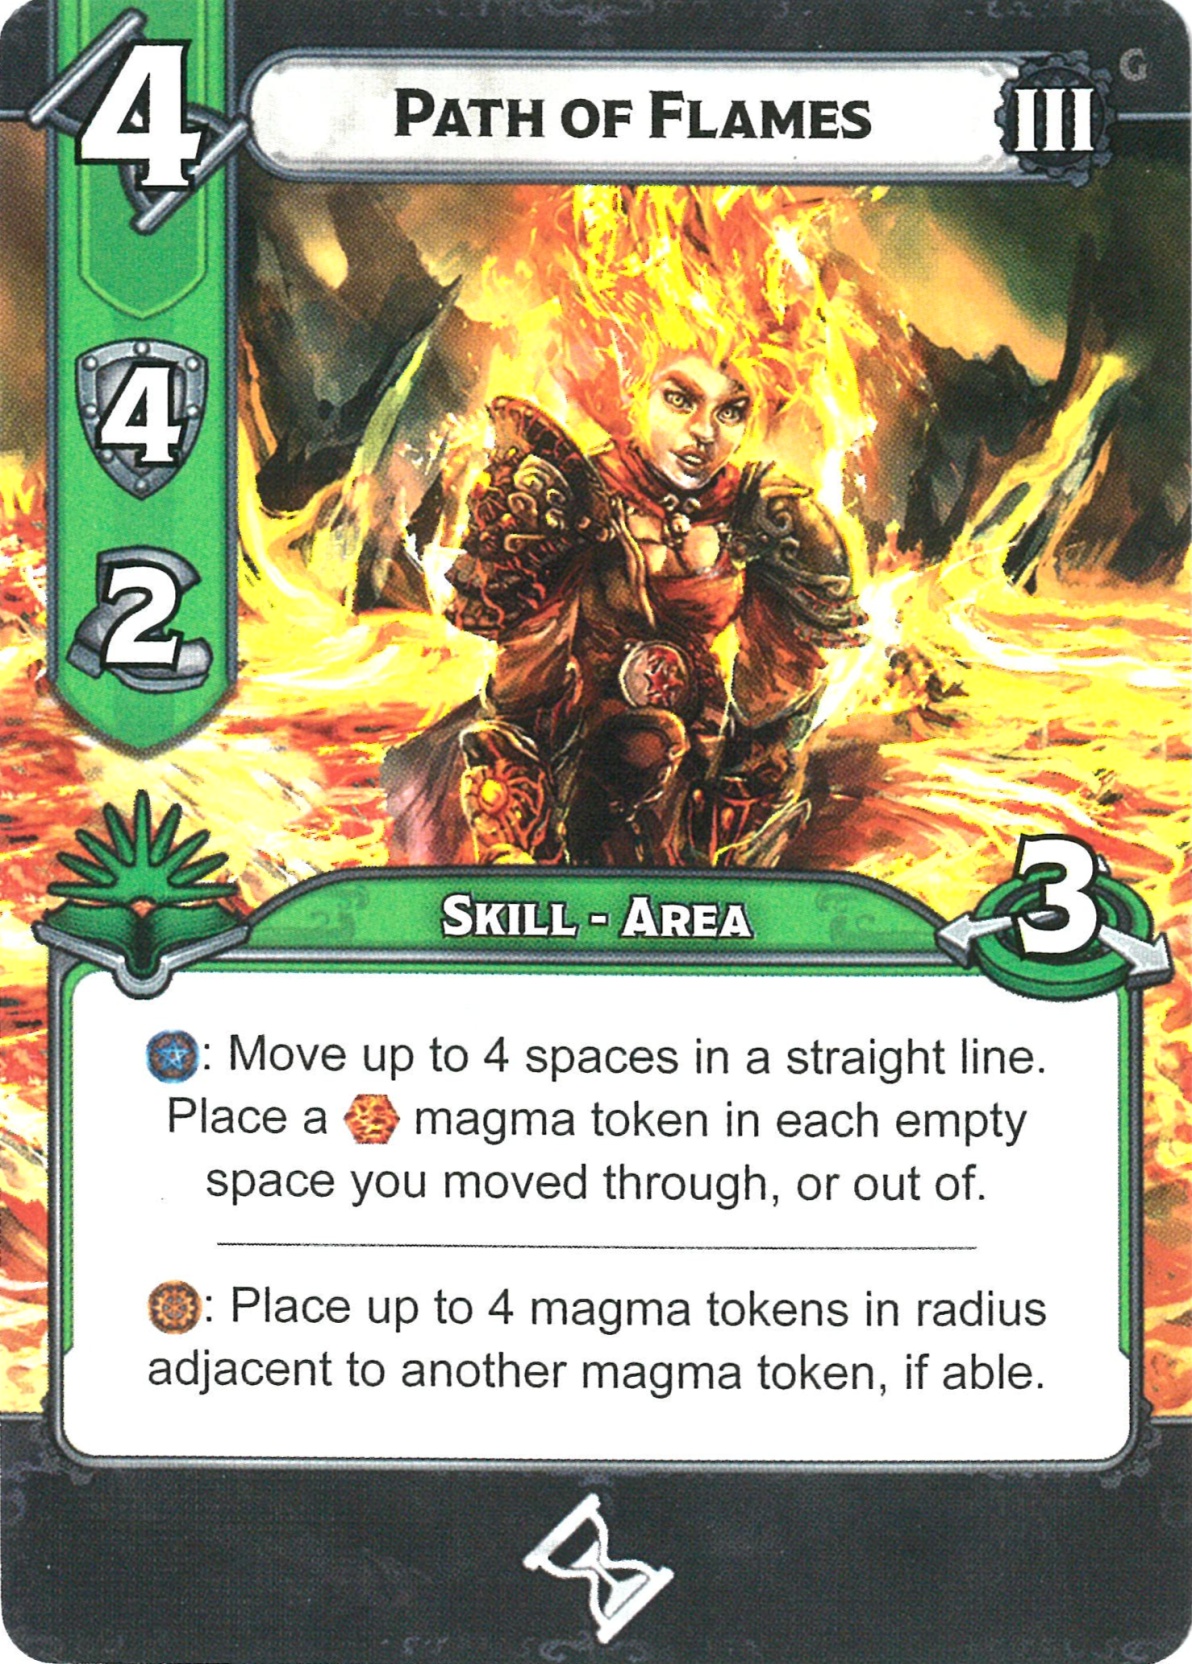 4
PATH OF FLAMES
III
G
4
2
SKILL - AREA
3
: Move up to 4 spaces in a straight line.
Place a magma token in each empty
space you moved through, or out of.
: Place up to 4 magma tokens in radius
adjacent to another magma token, if able.